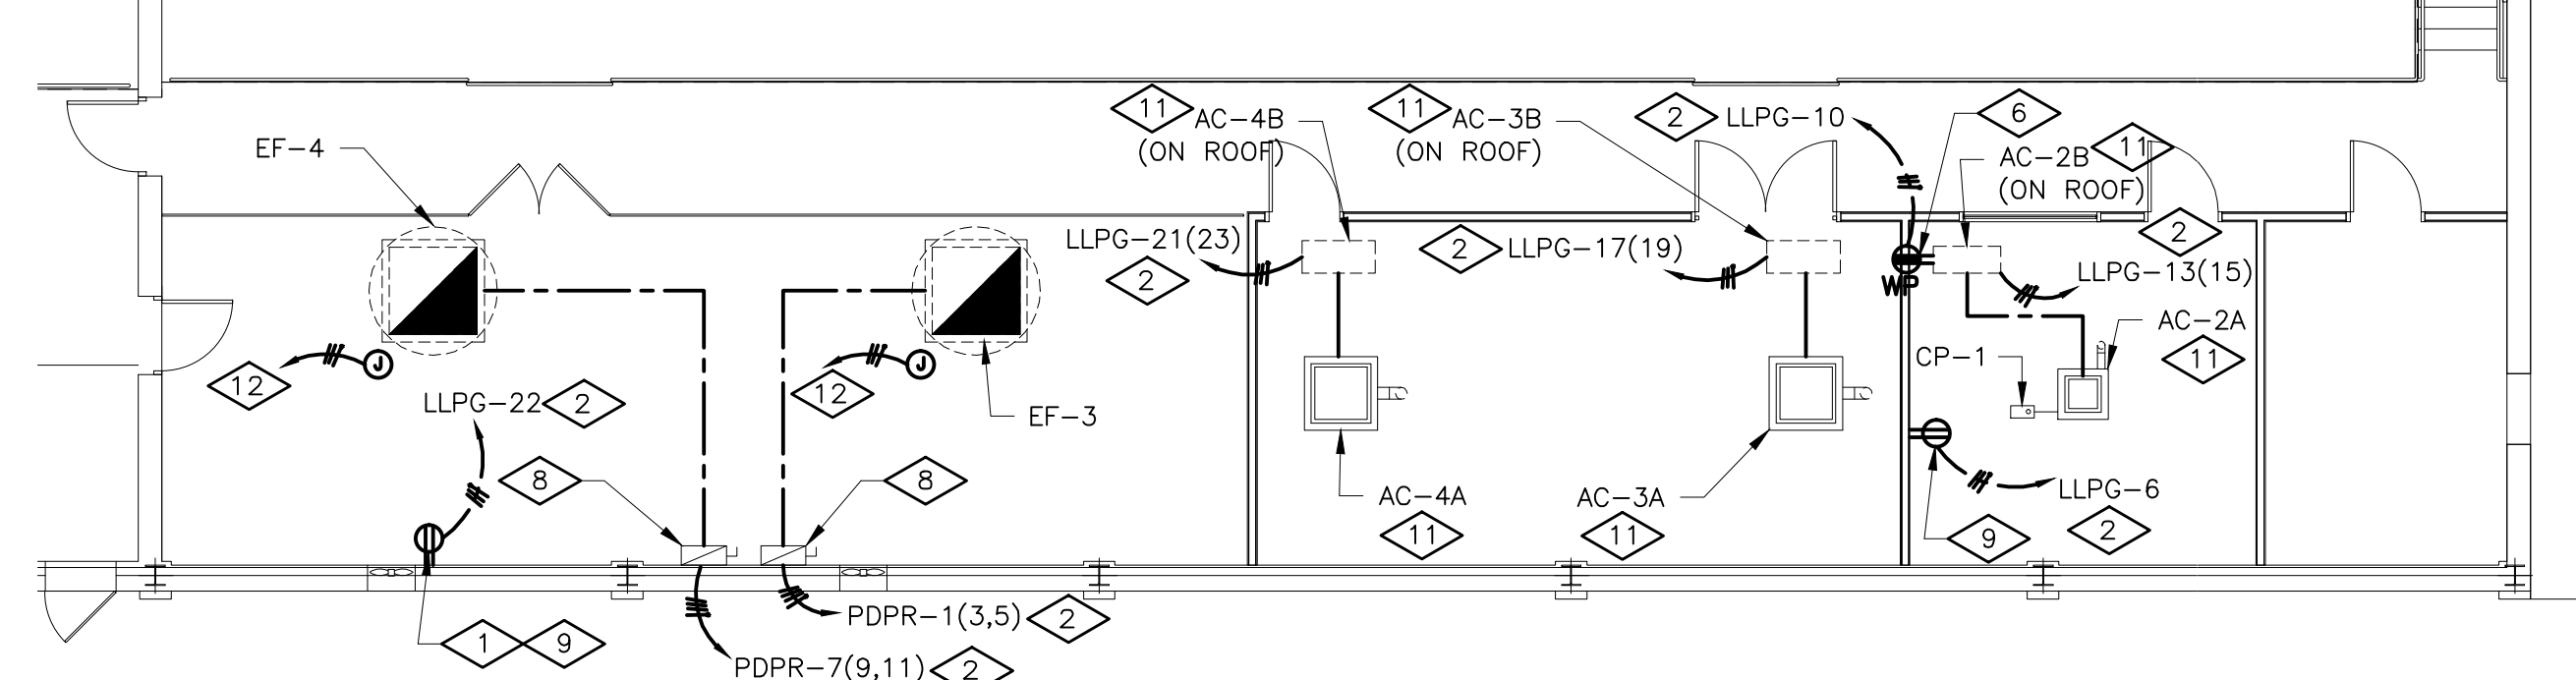 11
AC-4B
(ON ROOF)
11
AC-3B
(ON ROOF)
2
LLPG-10
6
11
AC-2B
(ON ROOF)
EF-4
LLPG-21(23)
2
2
LLPG-17(19)
2
LLPG-13(15)
WP
AC-2A
11
CP-1
J
12
J
12
LLPG-22
2
EF-3
8
8
AC-4A
11
AC-3A
11
LLPG-6
2
9
1
9
PDPR-1(3,5)
2
PDPR-7(9,11)
2